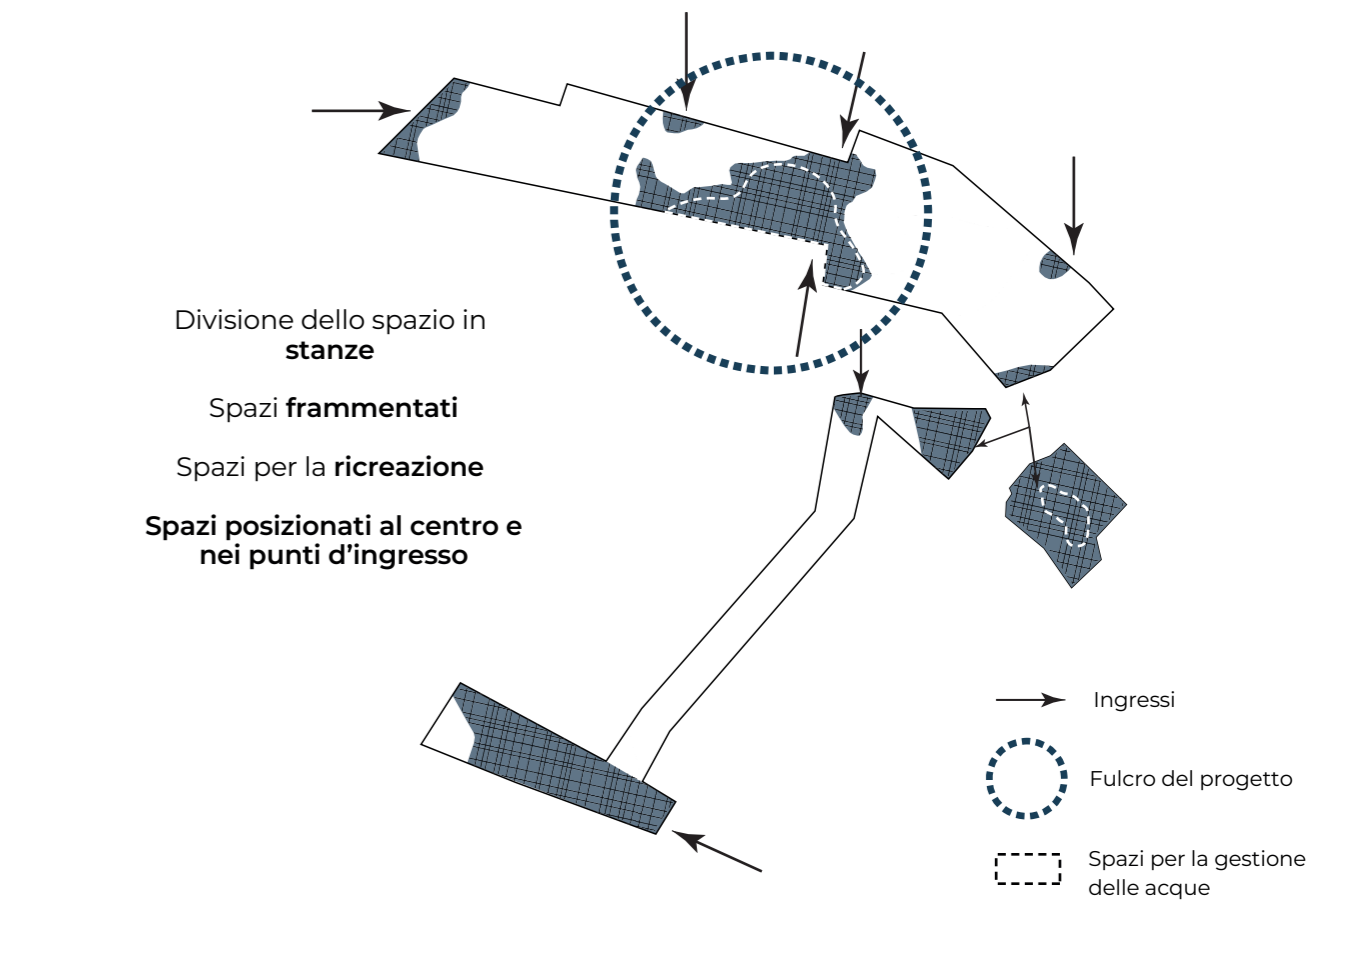 Divisione dello spazio in
stanze
Spazi frammentati
Spazi per la ricreazione
Spazi posizionati al centro e
nei punti d’ingresso
Ingressi
Fulcro del progetto
Spazi per la gestione
delle acque